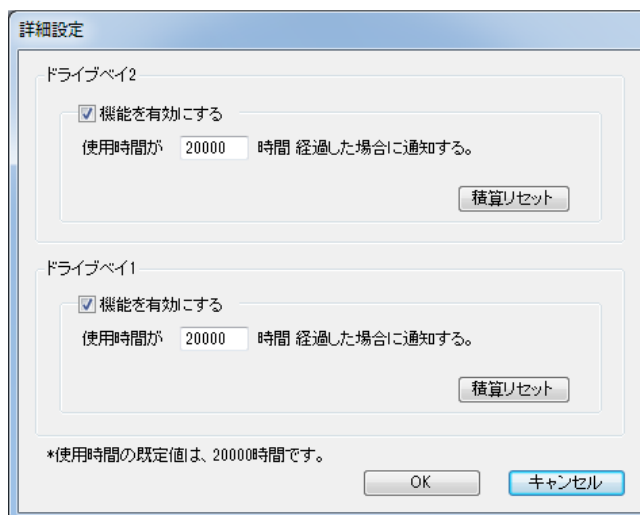 詳細設定
ドライブベイ2
機能を有効にする
使用時間が 20000 時間 経過した場合に通知する。
積算リセット
ドライブベイ1
機能を有効にする
使用時間が 20000 時間 経過した場合に通知する。
積算リセット
*使用時間の既定値は、20000時間です。
OK キャンセル